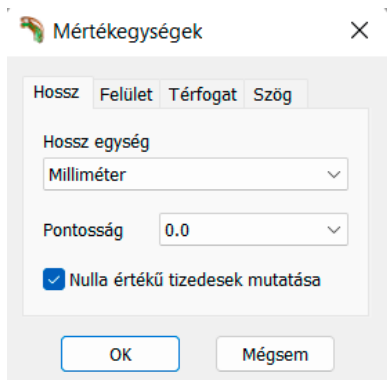 Mértékegységek
Hossz Felület Térfogat Szög
Hossz egység
Milliméter
Pontosság 0.0
Nulla értékű tizedesek mutatása
OK Mégsem